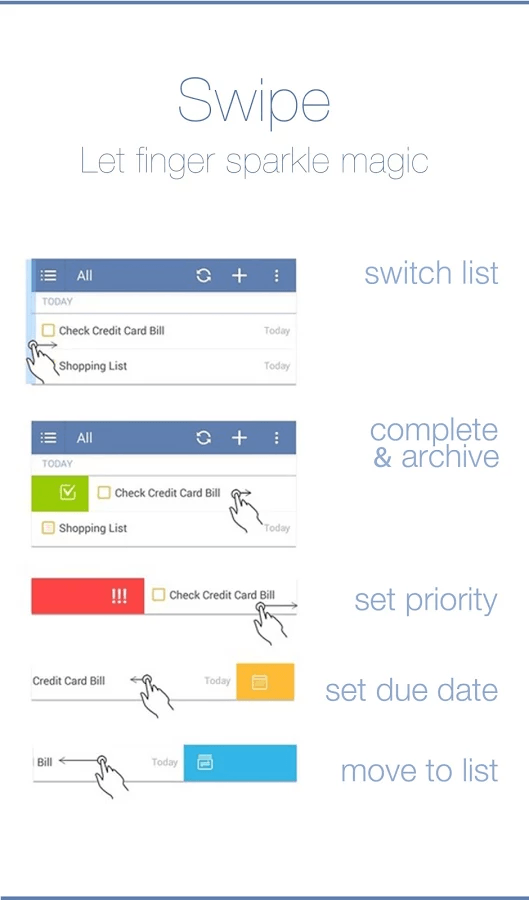 Swipe
Let finger sparkle magic
switch list
All
TODAY
Check Credit Card Bill Today
Shopping List Today
complete
& archive
All
TODAY
Check Credit Card Bill
Shopping List Today
!!! Check Credit Card Bill
set priority
Credit Card Bill Today
set due date
Bill Today
move to list